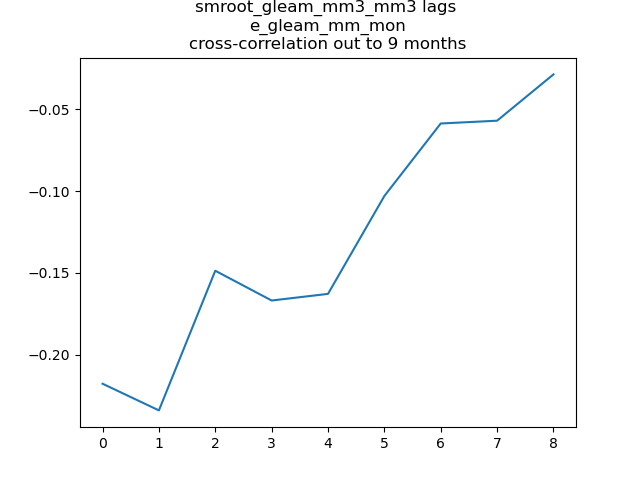 smroot_gleam_mm3_mm3 lags
e_gleam_mm_mon
cross-correlation out to 9 months
−0.05
−0.10
−0.15
−0.20
0 1 2 3 4 5 6 7 8